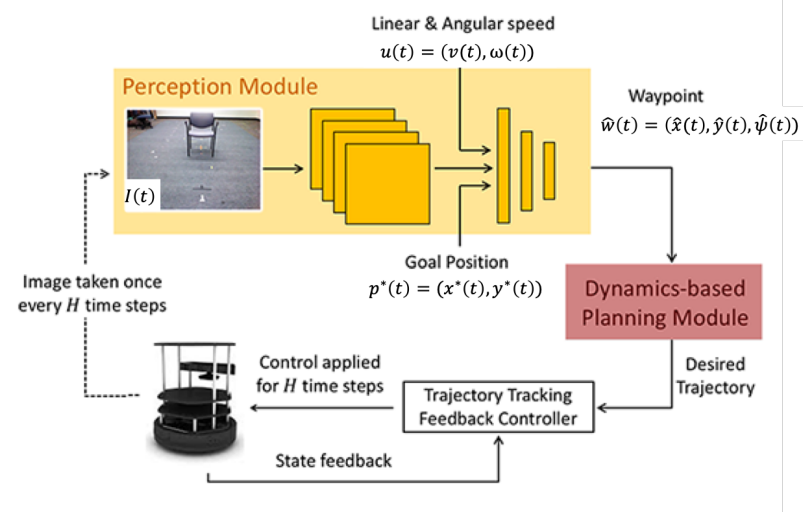 Linear & Angular speed
u(t) = (v(t), ω(t))
Perception Module
Waypoint
ŵ(t) = (x̂(t), ŷ(t), ψ̂(t))
I(t)
Goal Position
p*(t) = (x*(t), y*(t))
Image taken once
every H time steps
Dynamics-based
Planning Module
Control applied
for H time steps
Trajectory Tracking
Feedback Controller
Desired
Trajectory
State feedback